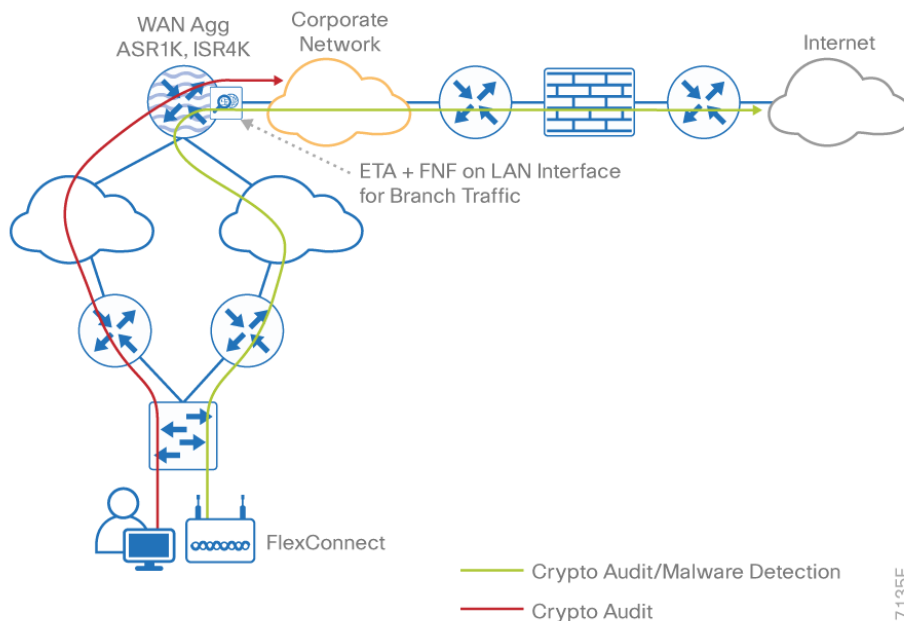 WAN Agg
ASR1K, ISR4K
Corporate
Network
Internet
ETA + FNF on LAN Interface
for Branch Traffic
FlexConnect
Crypto Audit/Malware Detection
Crypto Audit
7135F